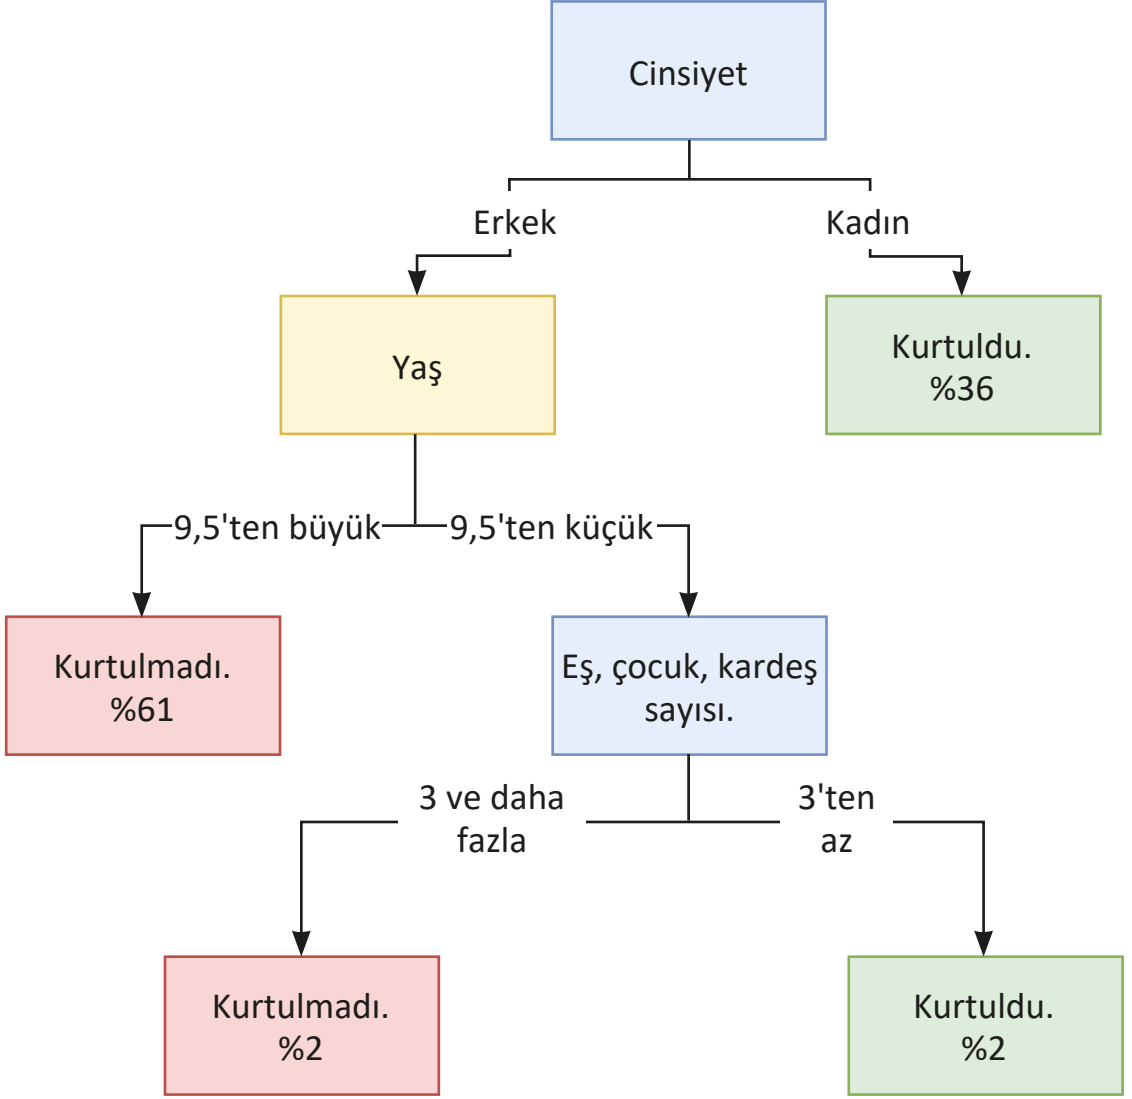 Cinsiyet
Erkek
Kadın
Yaş
Kurtuldu.
%36
9,5'ten büyük
9,5'ten küçük
Kurtulmadı.
%61
Eş, çocuk, kardeş
sayısı.
3 ve daha
fazla
3'ten
az
Kurtulmadı.
%2
Kurtuldu.
%2